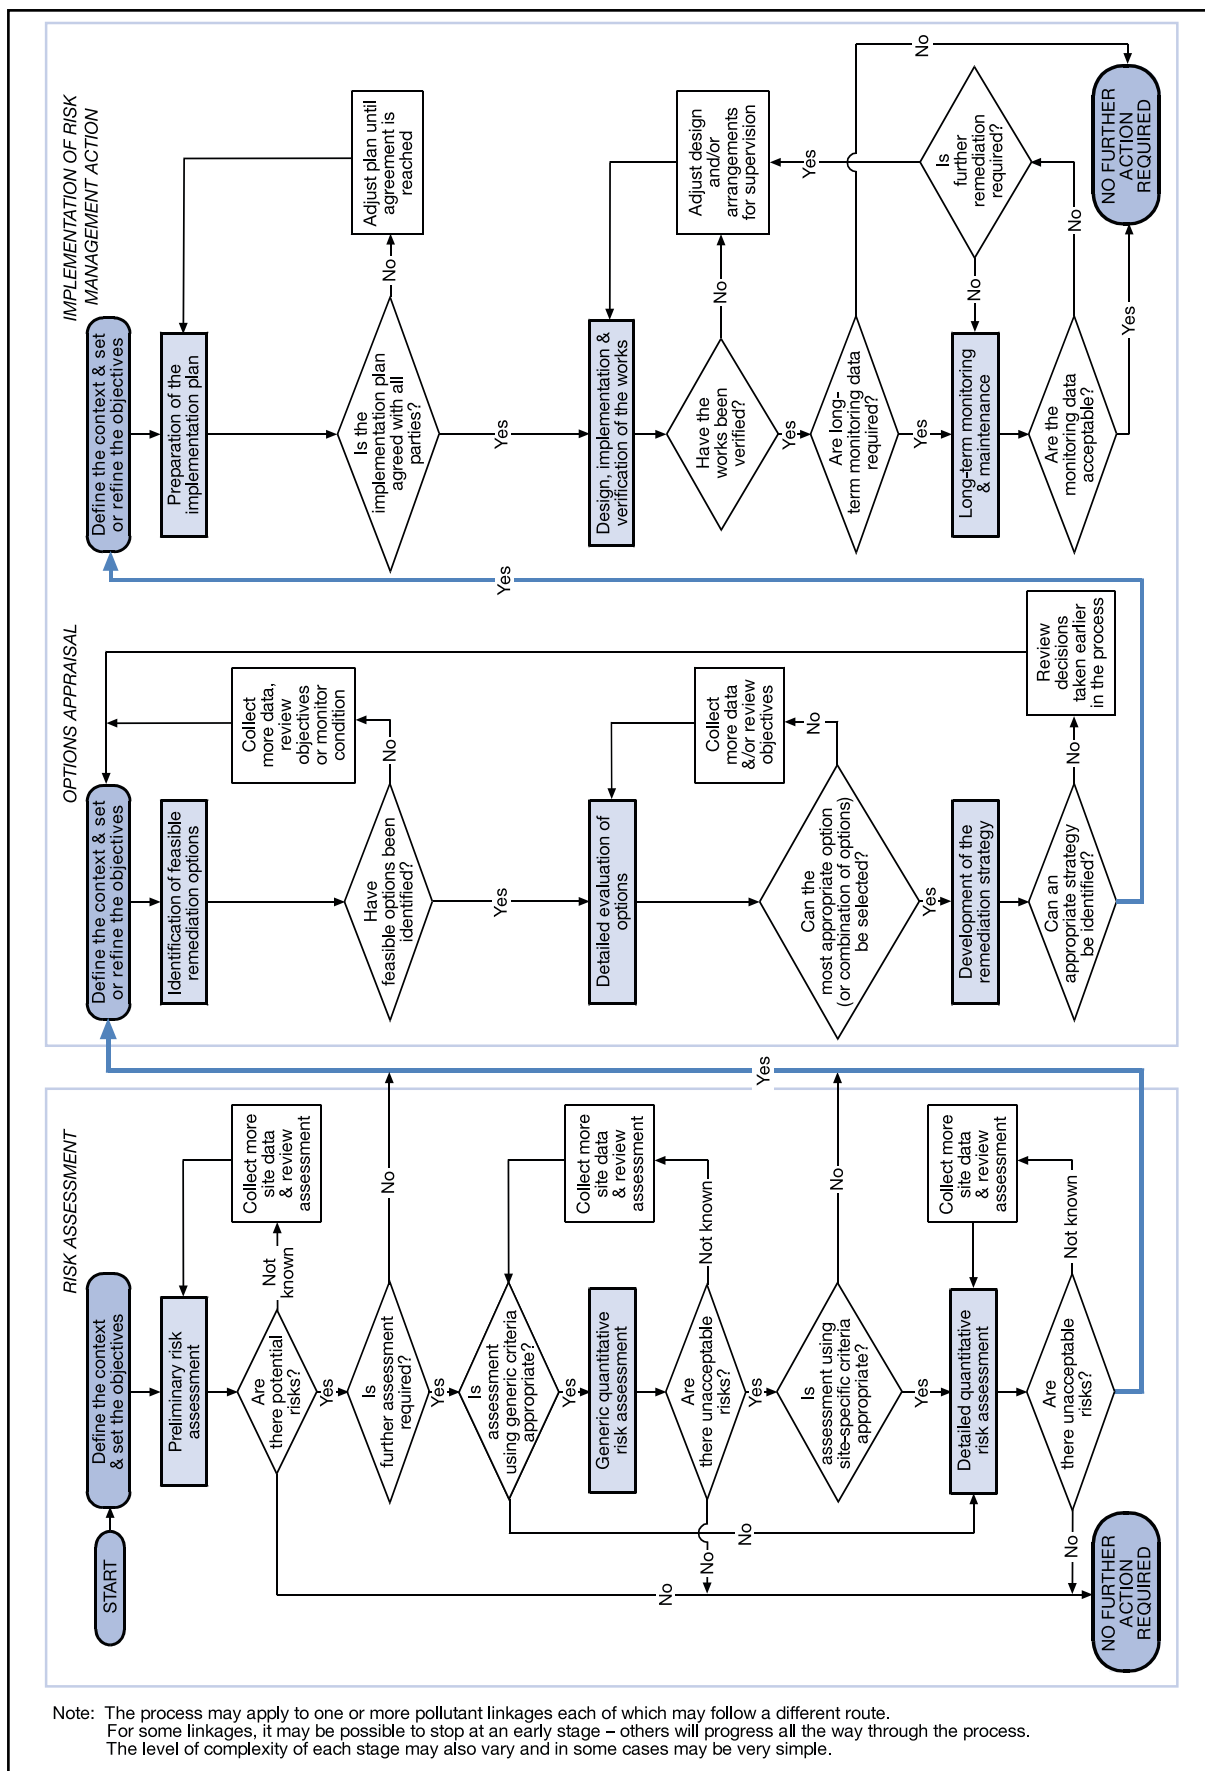 RISK ASSESSMENT
START
Define the context
& set the objectives
Preliminary risk
assessment
Collect more
site data
& review
assessment
Not
known
Are
there potential
risks?
Yes
No
Is
further assessment
required?
No
Yes
Is
assessment
using generic criteria
appropriate?
Yes
No
Collect more
site data
& review
assessment
Generic quantitative
risk assessment
Not known
Are
there unacceptable
risks?
Yes
No
Is
assessment using
site-specific criteria
appropriate?
No
Yes
Collect more
site data
& review
assessment
Detailed quantitative
risk assessment
Not known
Are
there unacceptable
risks?
No
NO FURTHER
ACTION
REQUIRED
Yes
OPTIONS APPRAISAL
Define the context & set
or refine the objectives
Identification of feasible
remediation options
Collect
more data,
review
objectives
or monitor
condition
No
Have
feasible options been
identified?
Yes
Detailed evaluation of
options
Collect
more data
&/or review
objectives
No
Can the
most appropriate option
(or combination of options)
be selected?
Yes
Development of the
remediation strategy
Review
decisions
taken earlier
in the process
No
Can an
appropriate strategy
be identified?
Yes
IMPLEMENTATION OF RISK
MANAGEMENT ACTION
Define the context & set
or refine the objectives
Preparation of the
implementation plan
Adjust plan until
agreement is
reached
No
Is the
implementation plan
agreed with all
parties?
Yes
Design, implementation &
verification of the works
Adjust design
and/or
arrangements
for supervision
No
Have the
works been
verified?
Yes
Are long-
term monitoring data
required?
No
Yes
Yes
Is
further
remediation
required?
No
Long-term monitoring
& maintenance
Are the
monitoring data
acceptable?
No
Yes
NO FURTHER
ACTION
REQUIRED
Note: The process may apply to one or more pollutant linkages each of which may follow a different route.
For some linkages, it may be possible to stop at an early stage – others will progress all the way through the process.
The level of complexity of each stage may also vary and in some cases may be very simple.